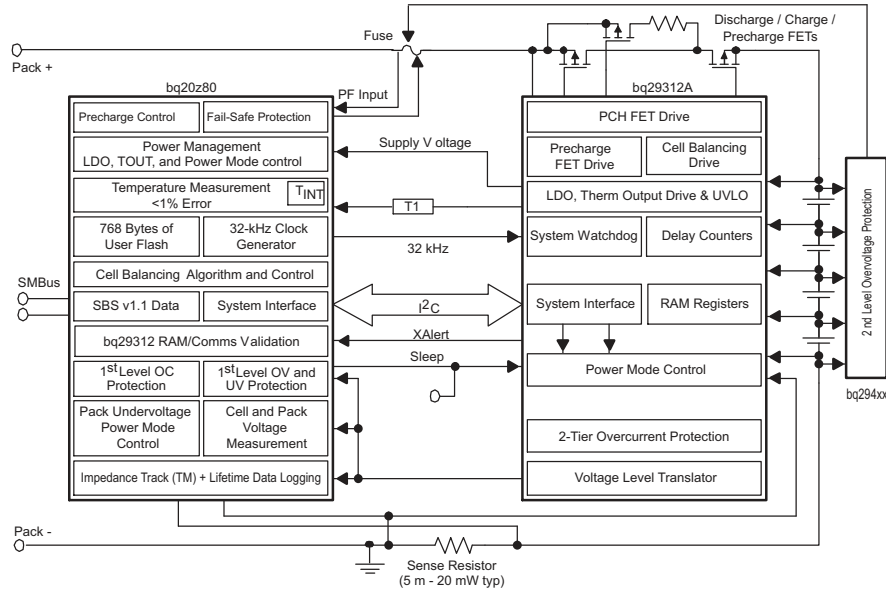 Discharge / Charge /
Precharge FETs
Fuse
Pack +
bq20z80
PF Input
bq29312A
Precharge Control
Fail-Safe Protection
PCH FET Drive
Power Management
LDO, TOUT, and Power Mode control
Supply V oltage
Precharge
FET Drive
Cell Balancing
Drive
Temperature Measurement
<1% Error
TINT
T1
LDO, Therm Output Drive & UVLO
768 Bytes of
User Flash
32-kHz Clock
Generator
32 kHz
System Watchdog
Delay Counters
2 nd Level Overvoltage Protection
Cell Balancing Algorithm and Control
SMBus
SBS v1.1 Data
System Interface
I2C
System Interface
RAM Registers
bq29312 RAM/Comms Validation
XAlert
Sleep
1st Level OC
Protection
1st Level OV and
UV Protection
Power Mode Control
bq294xx
Pack Undervoltage
Power Mode
Control
Cell and Pack
Voltage
Measurement
2-Tier Overcurrent Protection
Impedance Track (TM) + Lifetime Data Logging
Voltage Level Translator
Pack -
Sense Resistor
(5 m - 20 mW typ)